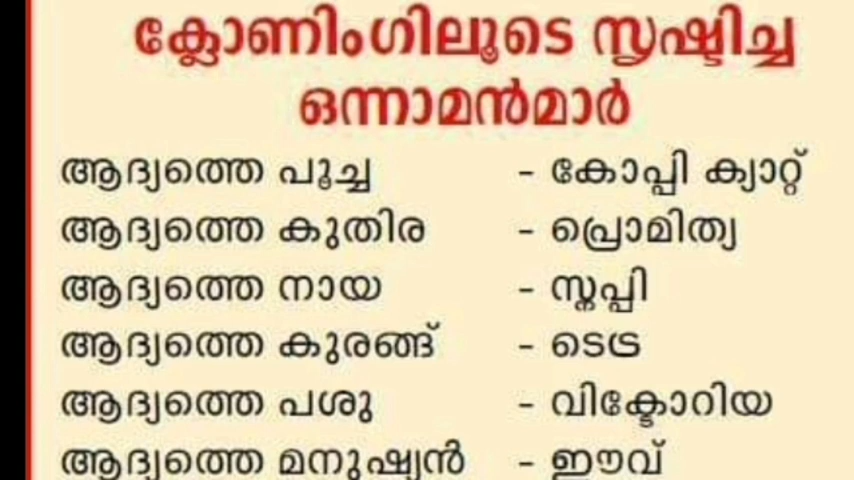 ക്ലോണിംഗിലൂടെ സൃഷ്ടിച്ച
ഒന്നാമൻമാർ
ആദ്യത്തെ പൂച്ച - കോപ്പി ക്യാറ്റ്
ആദ്യത്തെ കുതിര - പ്രൊമിത്യ
ആദ്യത്തെ നായ - സ്നപ്പി
ആദ്യത്തെ കുരങ്ങ് - ടെട്ര
ആദ്യത്തെ പശു - വിക്ടോറിയ
ആദ്യത്തെ മനുഷ്യൻ - ഈവ്